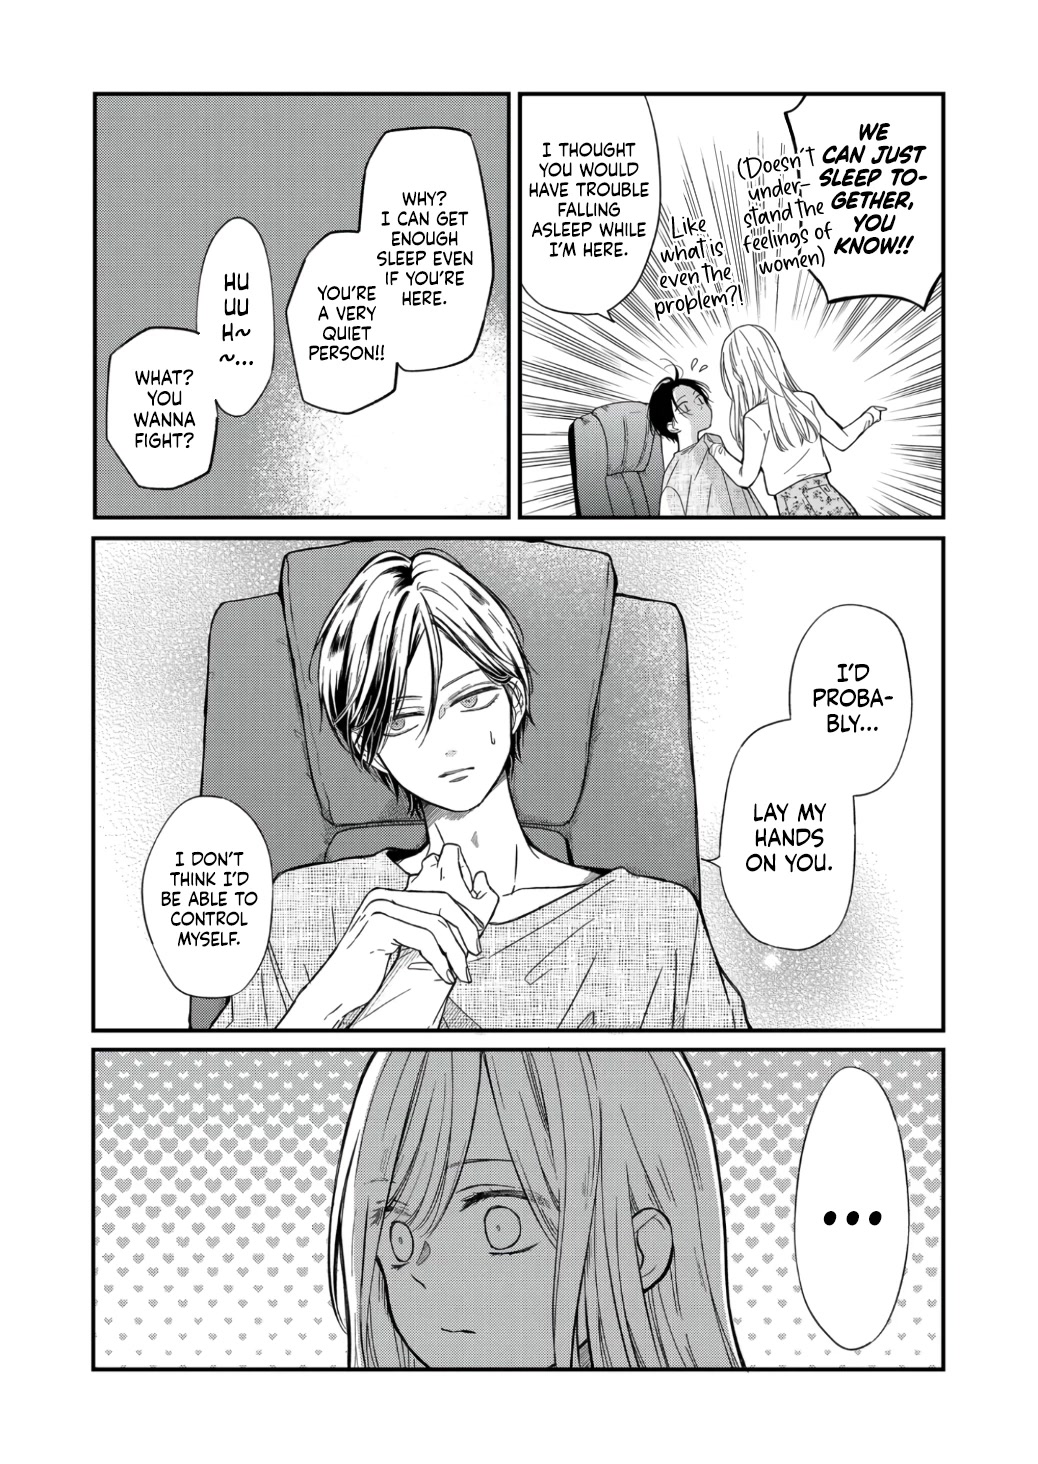 WE
CAN JUST
SLEEP TO-
GETHER,
YOU
KNOW!!
(Doesn't
under-
stand the
feelings of
women)
Like
what is
even the
problem?!
I THOUGHT
YOU WOULD
HAVE TROUBLE
FALLING
ASLEEP WHILE
I'M HERE.
WHY?
I CAN GET
ENOUGH
SLEEP EVEN
IF YOU'RE
HERE.
YOU'RE
A VERY
QUIET
PERSON!!
HU
UU
H~
~...
WHAT?
YOU
WANNA
FIGHT?
I'D
PROBA-
BLY...
LAY MY
HANDS
ON YOU.
I DON'T
THINK I'D
BE ABLE TO
CONTROL
MYSELF.
...